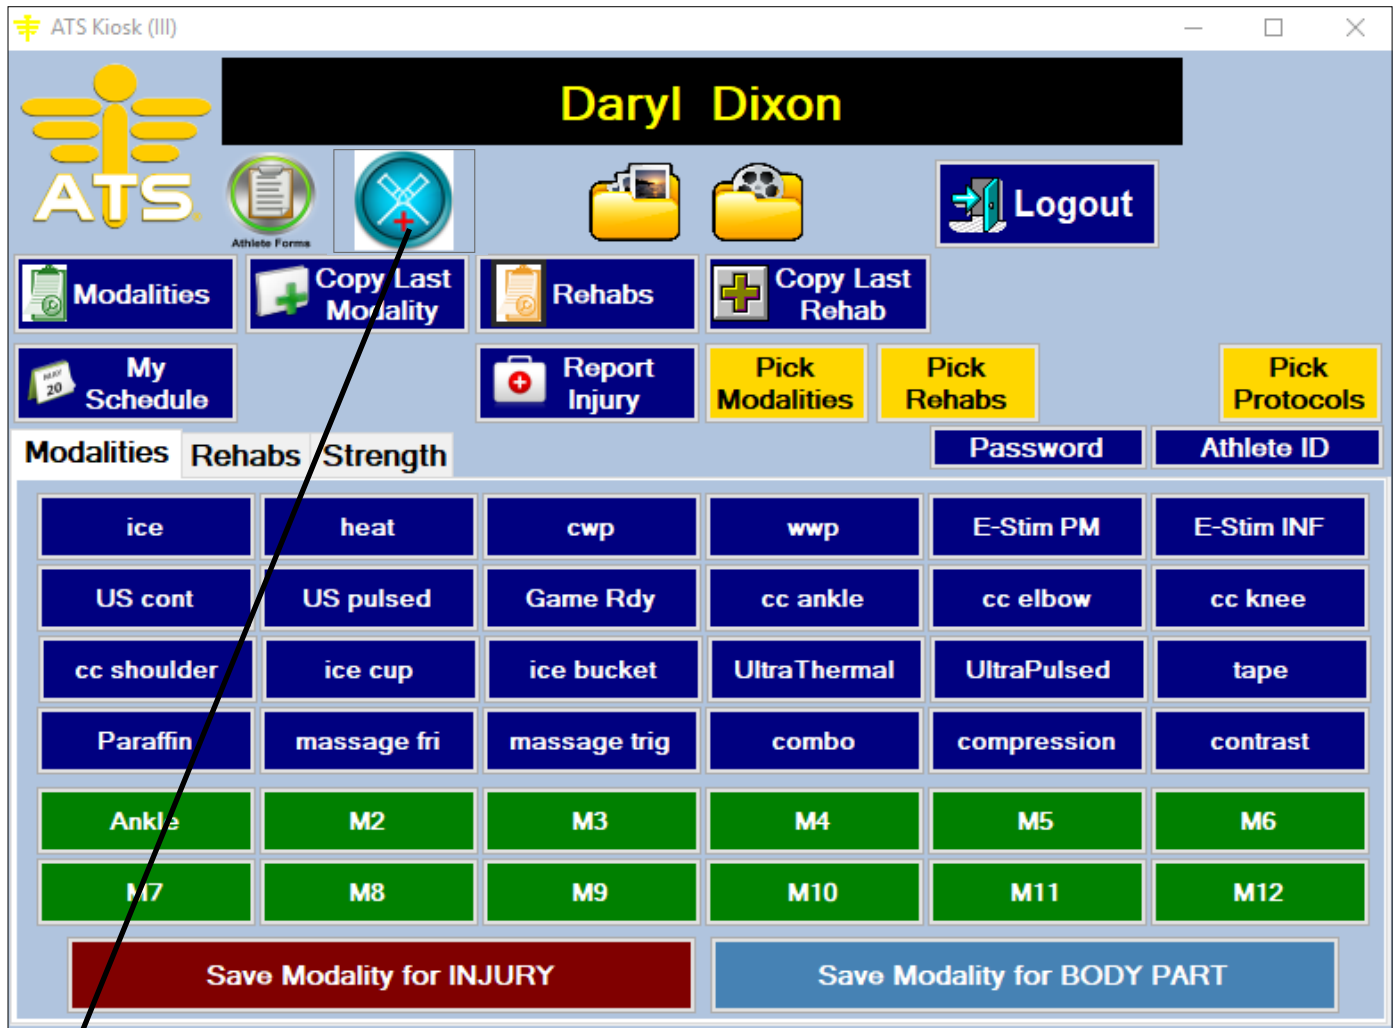 ATS Kiosk (III)
Daryl Dixon
ATS.
Athlete Forms
Logout
Modalities
Copy Last
Modality
Rehabs
Copy Last
Rehab
My
Schedule
MAY
20
Report
Injury
Pick
Modalities
Pick
Rehabs
Pick
Protocols
Modalities Rehabs Strength
Password Athlete ID
ice heat cwp wwp E-Stim PM E-Stim INF
US cont US pulsed Game Rdy cc ankle cc elbow cc knee
cc shoulder ice cup ice bucket UltraThermal UltraPulsed tape
Paraffin massage fri massage trig combo compression contrast
Ankle M2 M3 M4 M5 M6
M7 M8 M9 M10 M11 M12
Save Modality for INJURY Save Modality for BODY PART